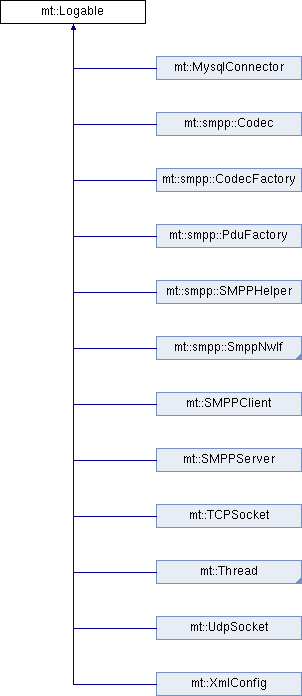 mt::Logable
mt::MysqlConnector
mt::smpp::Codec
mt::smpp::CodecFactory
mt::smpp::PduFactory
mt::smpp::SMPPHelper
mt::smpp::SmppNwIf
mt::SMPPClient
mt::SMPPServer
mt::TCPSocket
mt::Thread
mt::UdpSocket
mt::XmlConfig